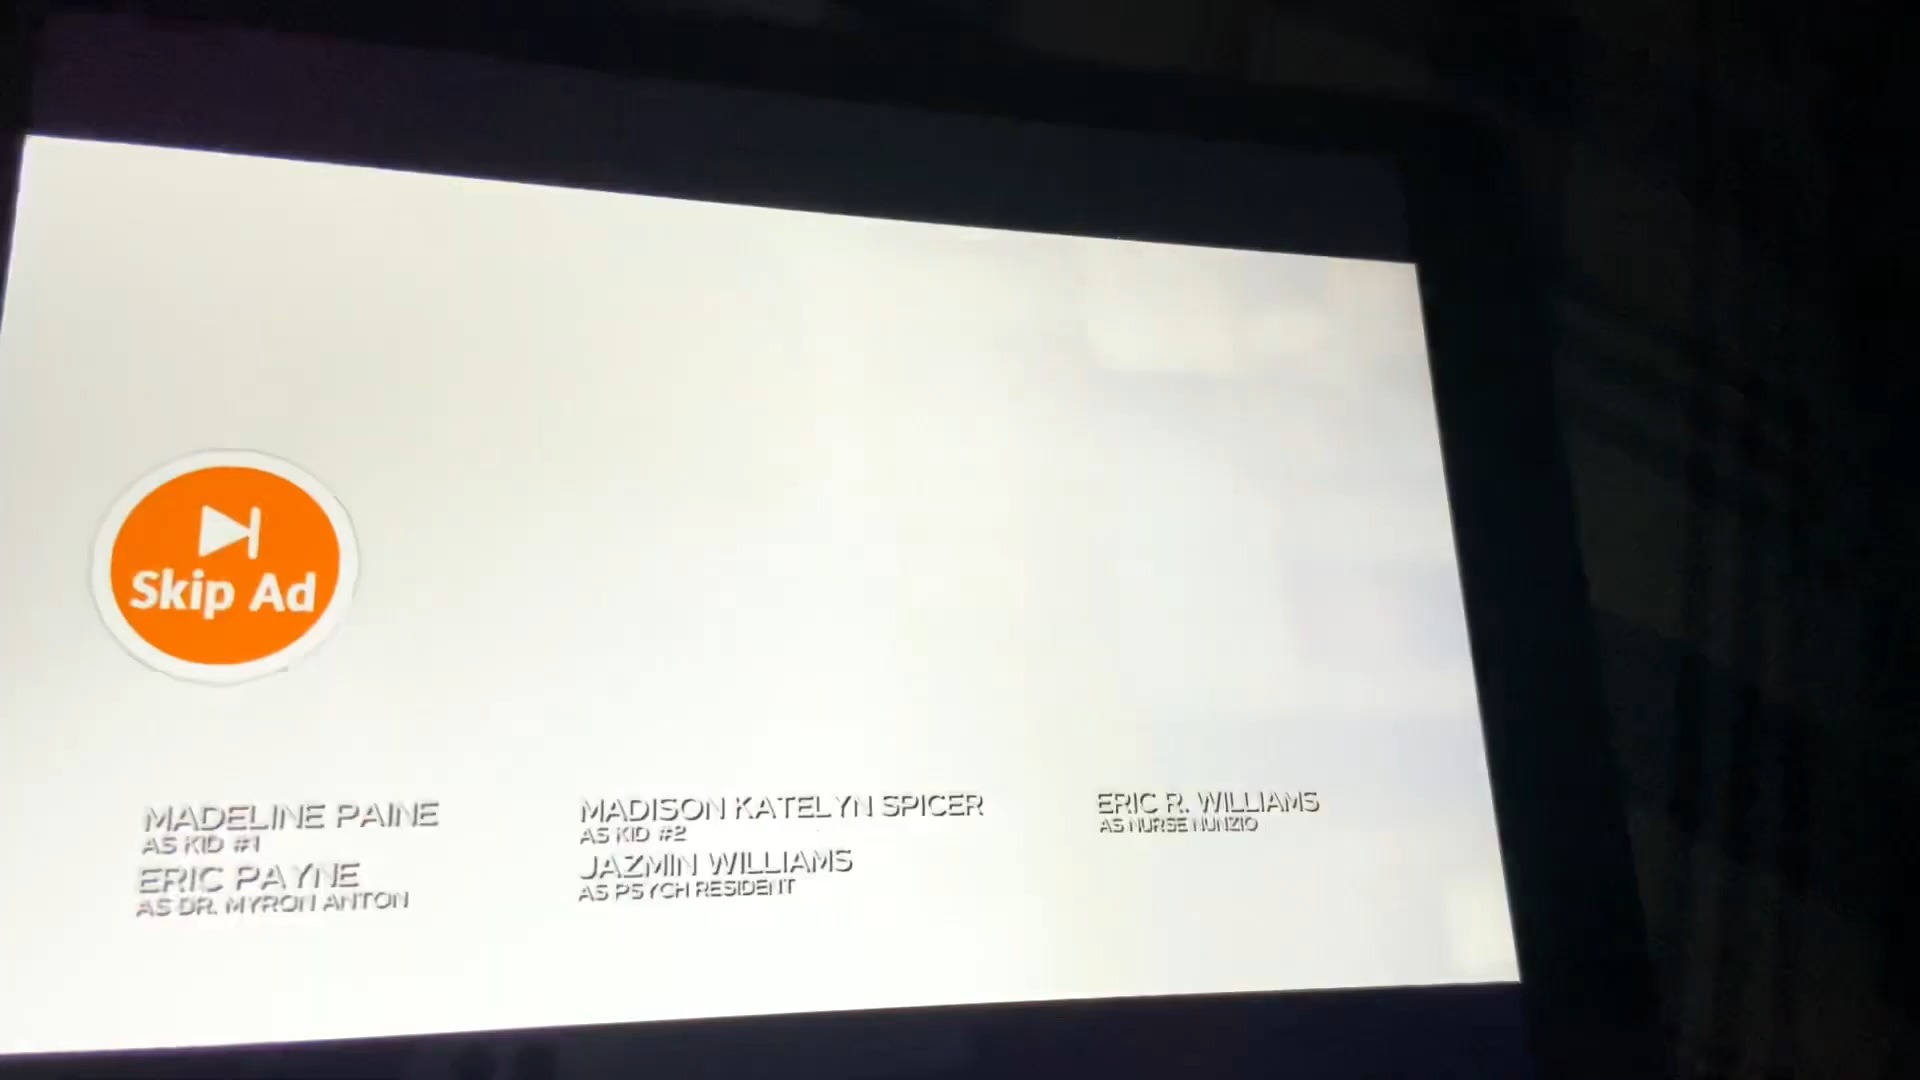 Skip Ad
MADELINE PAINE
AS KID #1
ERIC PAYNE
AS DR. MYRON ANTON
MADISON KATELYN SPICER
AS KID #2
JAZMIN WILLIAMS
AS PSYCH RESIDENT
ERIC R. WILLIAMS
AS NURSE NUNZIO